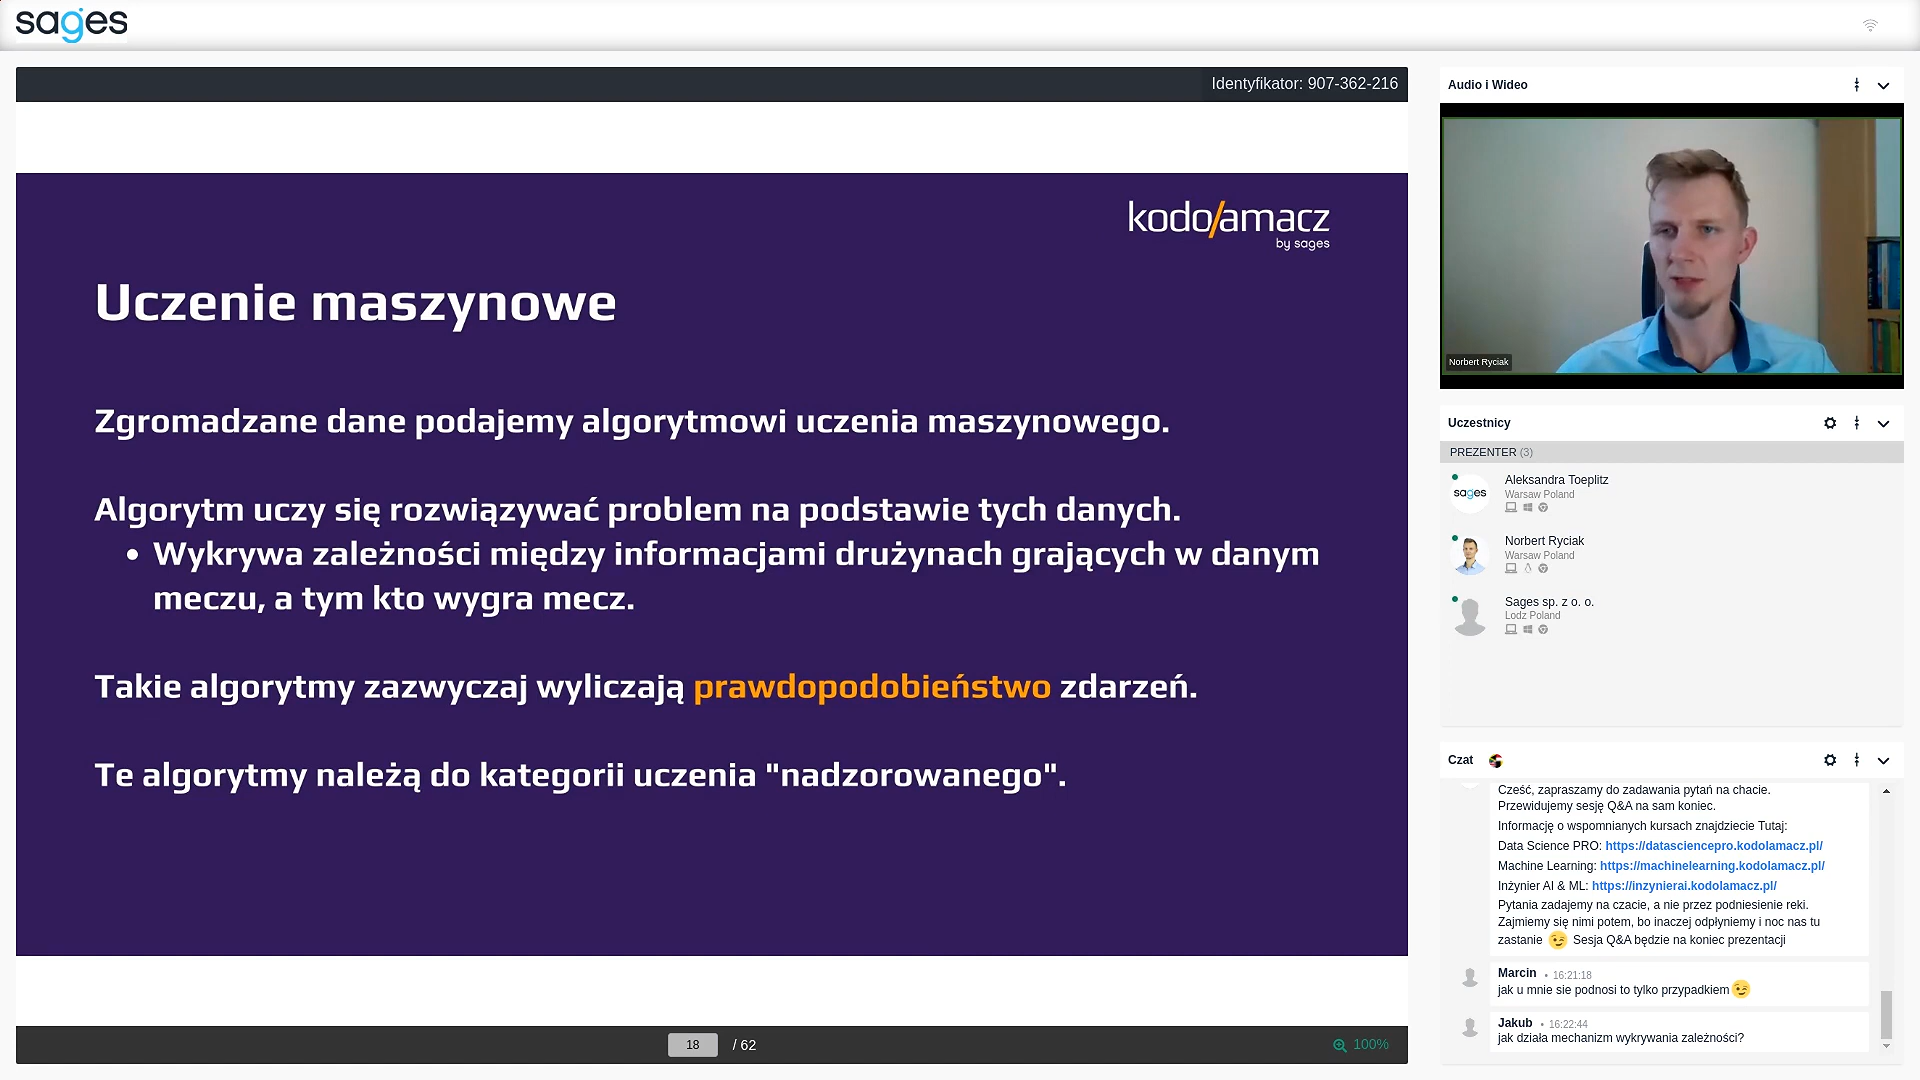 sages
Identyfikator: 907-362-216
kodo/amacz
by sages
Uczenie maszynowe
Zgromadzane dane podajemy algorytmowi uczenia maszynowego.
Algorytm uczy się rozwiązywać problem na podstawie tych danych.
• Wykrywa zależności między informacjami drużynach grających w danym
meczu, a tym kto wygra mecz.
Takie algorytmy zazwyczaj wyliczają prawdopodobieństwo zdarzeń.
Te algorytmy należą do kategorii uczenia "nadzorowanego".
18 / 62
100%
Audio i Wideo
Norbert Ryciak
Uczestnicy
PREZENTER (3)
sages
Aleksandra Toeplitz
Warsaw Poland
Norbert Ryciak
Warsaw Poland
Sages sp. z o. o.
Lodz Poland
Czat
Cześć, zapraszamy do zadawania pytań na chacie.
Przewidujemy sesję Q&A na sam koniec.
Informację o wspomnianych kursach znajdziecie Tutaj:
Data Science PRO: https://datasciencepro.kodolamacz.pl/
Machine Learning: https://machinelearning.kodolamacz.pl/
Inżynier AI & ML: https://inzynierai.kodolamacz.pl/
Pytania zadajemy na czacie, a nie przez podniesienie reki.
Zajmiemy się nimi potem, bo inaczej odpłyniemy i noc nas tu
zastanie 😉 Sesja Q&A będzie na koniec prezentacji
Marcin • 16:21:18
jak u mnie sie podnosi to tylko przypadkiem😉
Jakub • 16:22:44
jak działa mechanizm wykrywania zależności?